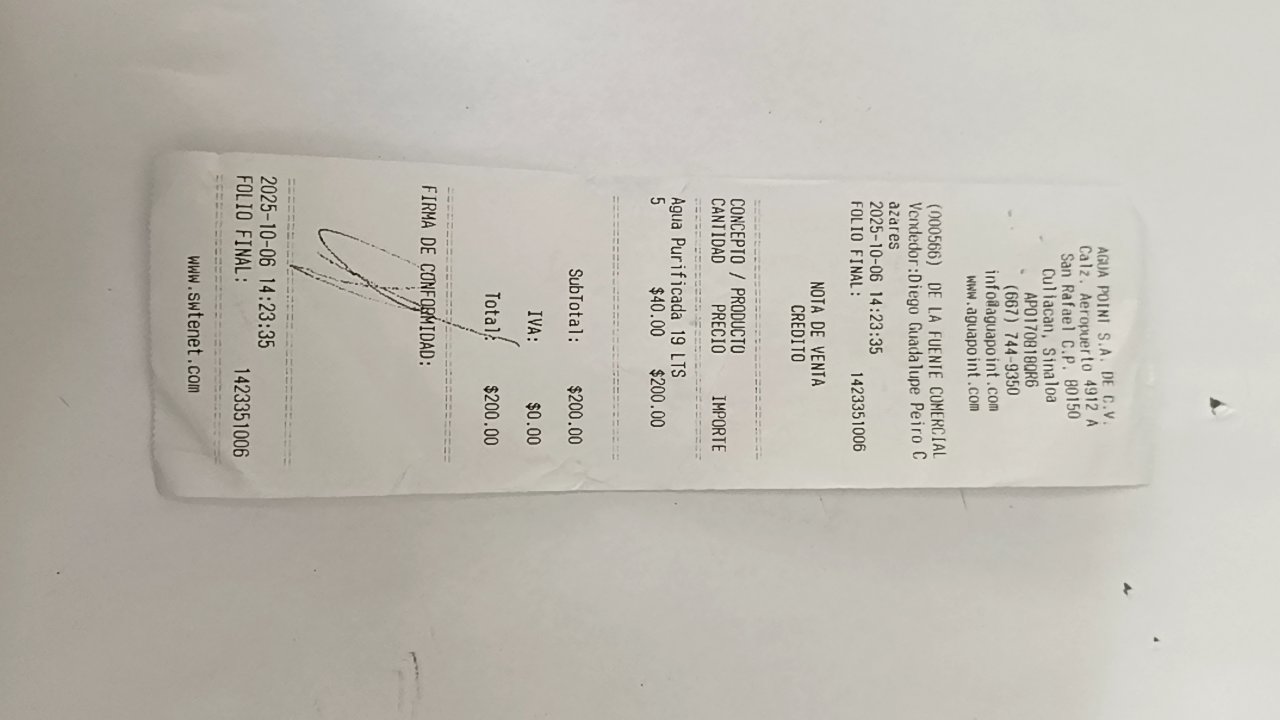 AGUA POINT S.A. DE C.V.
Calz. Aeropuerto 4912 A
San Rafael C.P. 80150
Culiacan, Sinaloa
APO170818QR6
(667) 744-9350
info@aguapoint.com
www.aguapoint.com
(000566) DE LA FUENTE COMERCIAL
Vendedor:Diego Guadalupe Peiro C
azares
2025-10-06 14:23:35
FOLIO FINAL: 1423351006
NOTA DE VENTA
CREDITO
CONCEPTO / PRODUCTO
CANTIDAD PRECIO IMPORTE
Agua Purificada 19 LTS
5 $40.00 $200.00
SubTotal: $200.00
IVA: $0.00
Total: $200.00
FIRMA DE CONFORMIDAD:
2025-10-06 14:23:35
FOLIO FINAL: 1423351006
www.swtenet.com